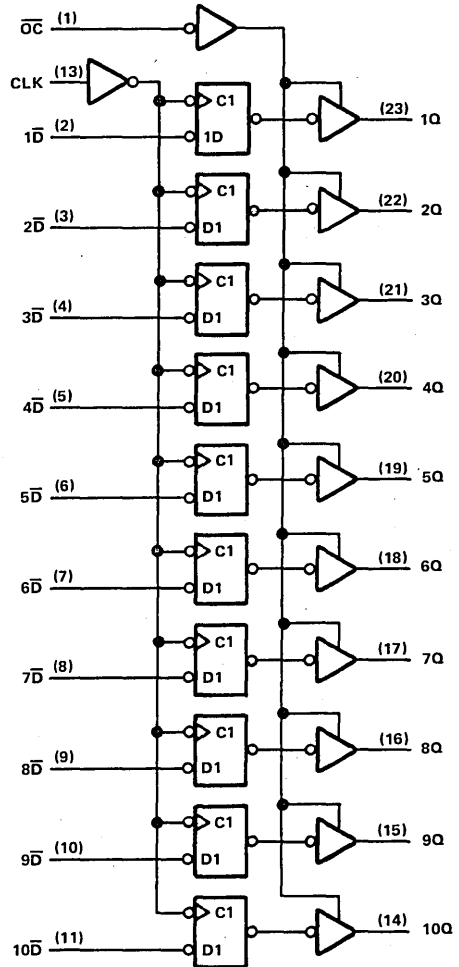 O̅C̅ (1)
CLK (13)
C1
1D̅ (2)
1D
(23)
1Q
C1
2D̅ (3)
D1
(22)
2Q
C1
3D̅ (4)
D1
(21)
3Q
C1
4D̅ (5)
D1
(20)
4Q
C1
5D̅ (6)
D1
(19)
5Q
C1
6D̅ (7)
D1
(18)
6Q
C1
7D̅ (8)
D1
(17)
7Q
C1
8D̅ (9)
D1
(16)
8Q
C1
9D̅ (10)
D1
(15)
9Q
C1
10D̅ (11)
D1
(14)
10Q